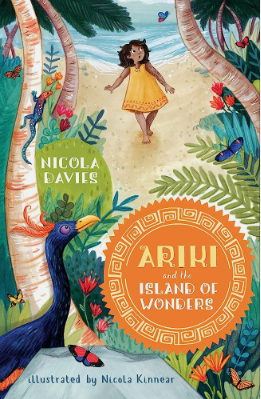 NICOLA
DAVIES
ARIKI
and the
ISLAND OF
WONDERS
illustrated by Nicola Kinnear